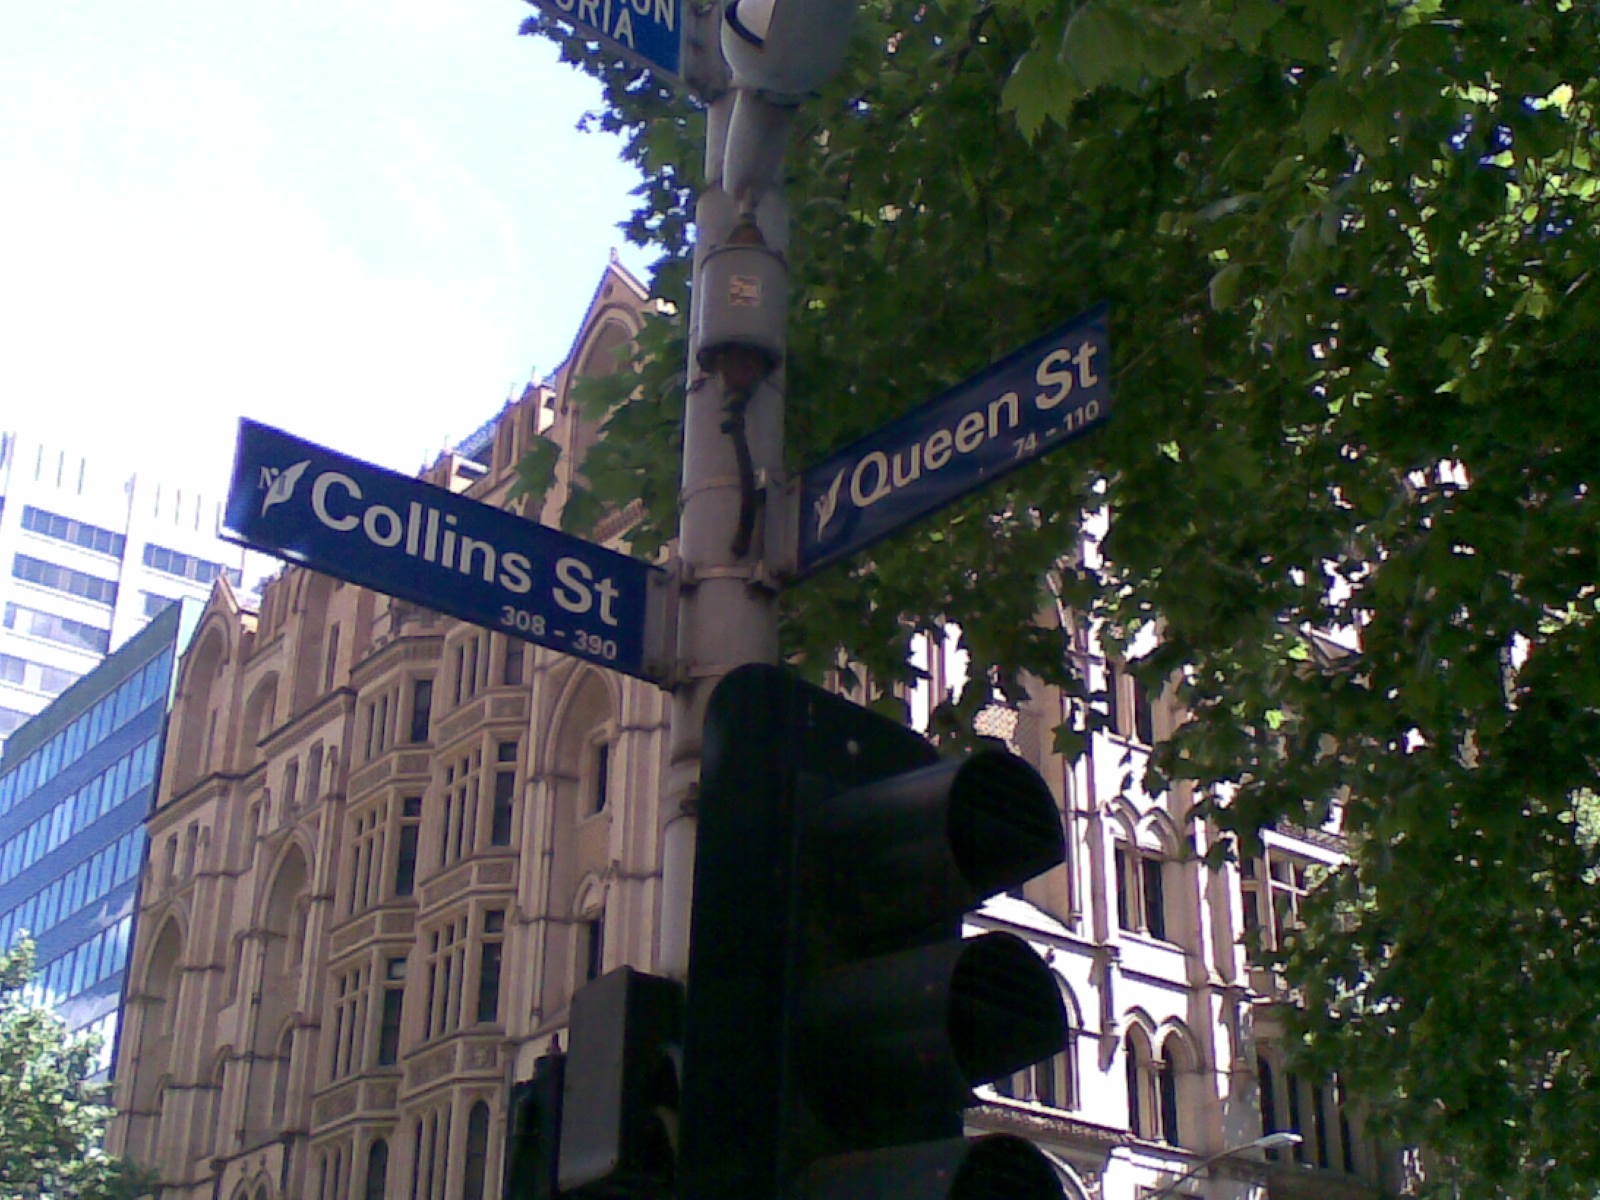 Collins St
308 - 390
Queen St
74 - 110